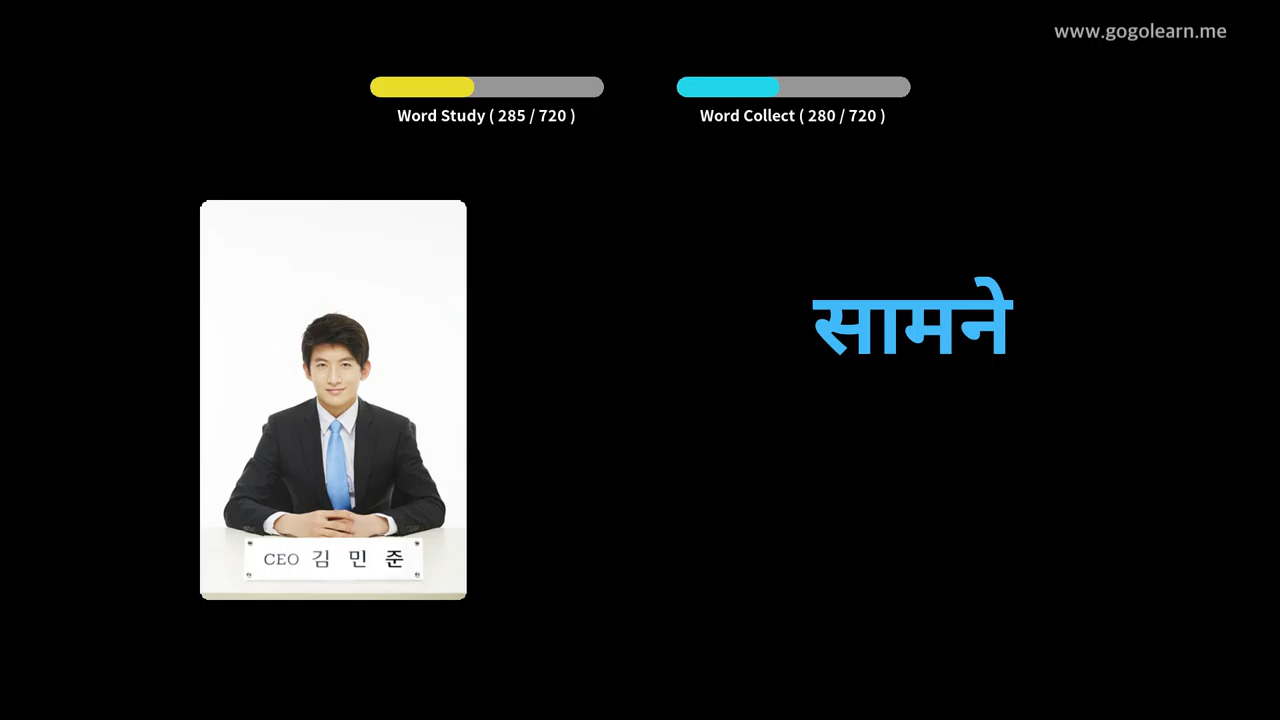 www.gogolearn.me
Word Study ( 285 / 720 )
Word Collect ( 280 / 720 )
सामने
CEO 김 민 준